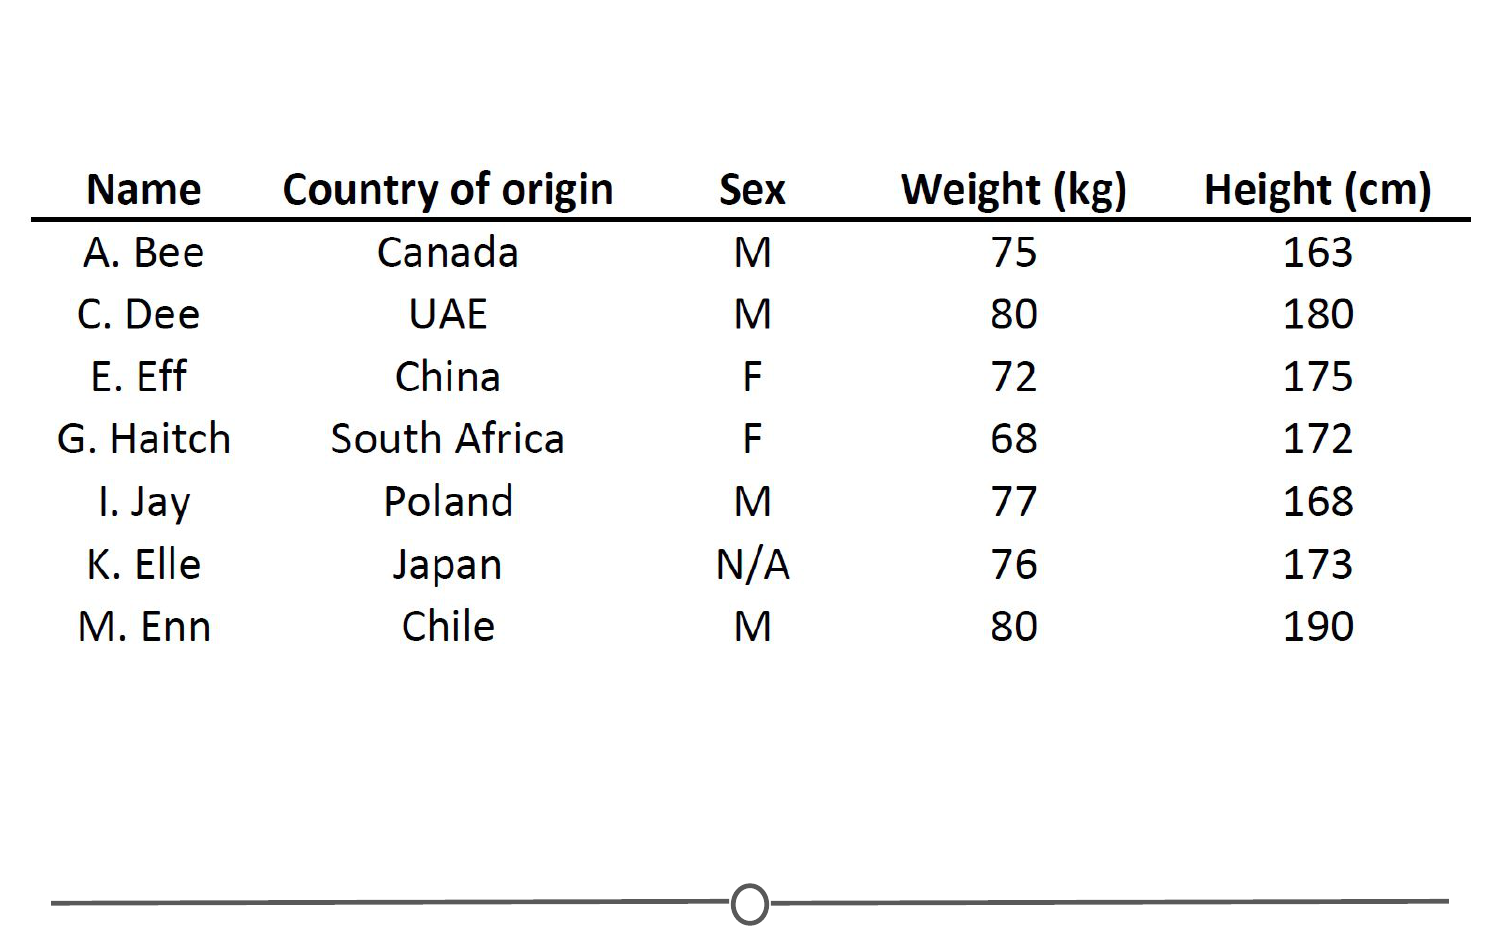 Name Country of origin Sex Weight (kg) Height (cm)
A. Bee Canada M 75 163
C. Dee UAE M 80 180
E. Eff China F 72 175
G. Haitch South Africa F 68 172
I. Jay Poland M 77 168
K. Elle Japan N/A 76 173
M. Enn Chile M 80 190